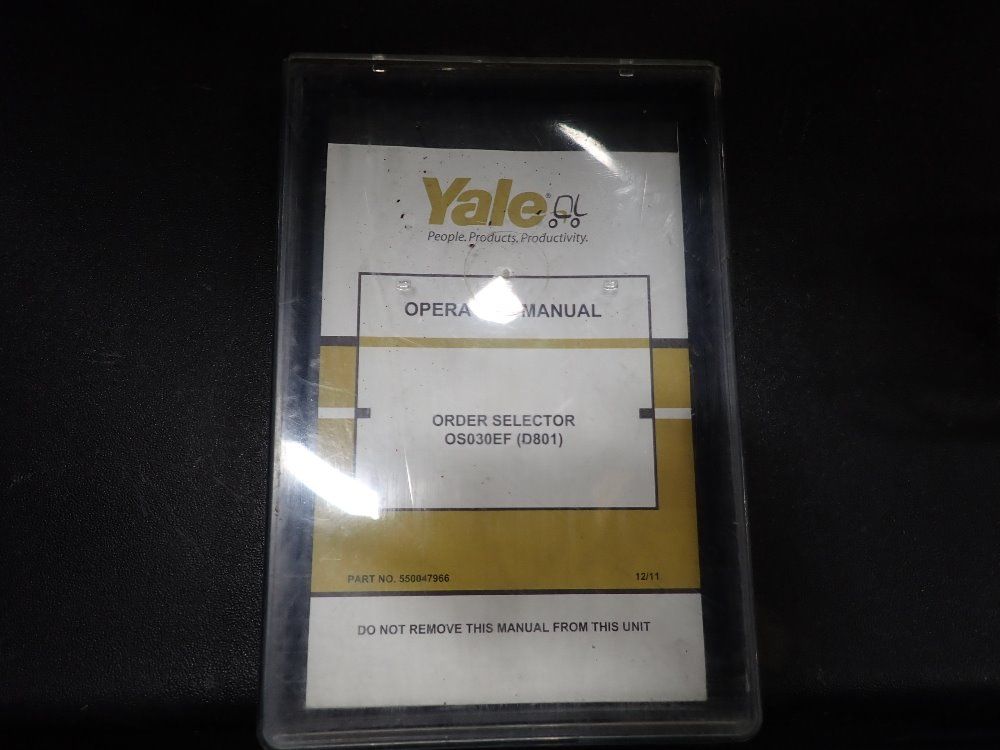 Yale®
People. Products. Productivity.
OPERA MANUAL
ORDER SELECTOR
OS030EF (D801)
PART NO. 550047966
12/11
DO NOT REMOVE THIS MANUAL FROM THIS UNIT